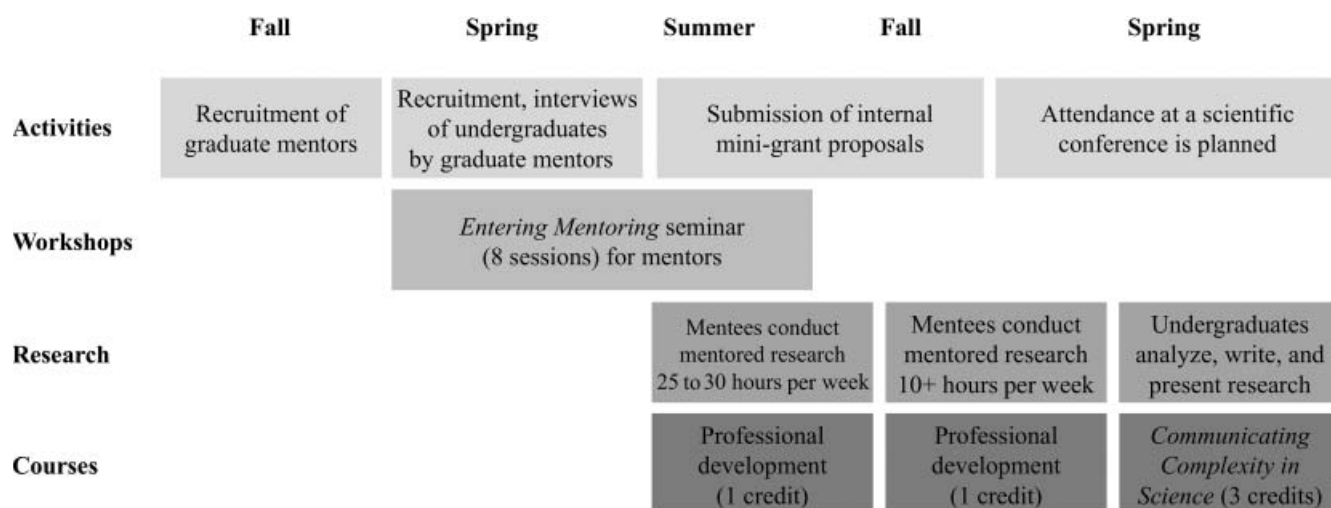 Fall Spring Summer Fall Spring
Activities
Recruitment of
graduate mentors
Recruitment, interviews
of undergraduates
by graduate mentors
Submission of internal
mini-grant proposals
Attendance at a scientific
conference is planned
Workshops
Entering Mentoring seminar
(8 sessions) for mentors
Research
Mentees conduct
mentored research
25 to 30 hours per week
Mentees conduct
mentored research
10+ hours per week
Undergraduates
analyze, write, and
present research
Courses
Professional
development
(1 credit)
Professional
development
(1 credit)
Communicating
Complexity in
Science (3 credits)